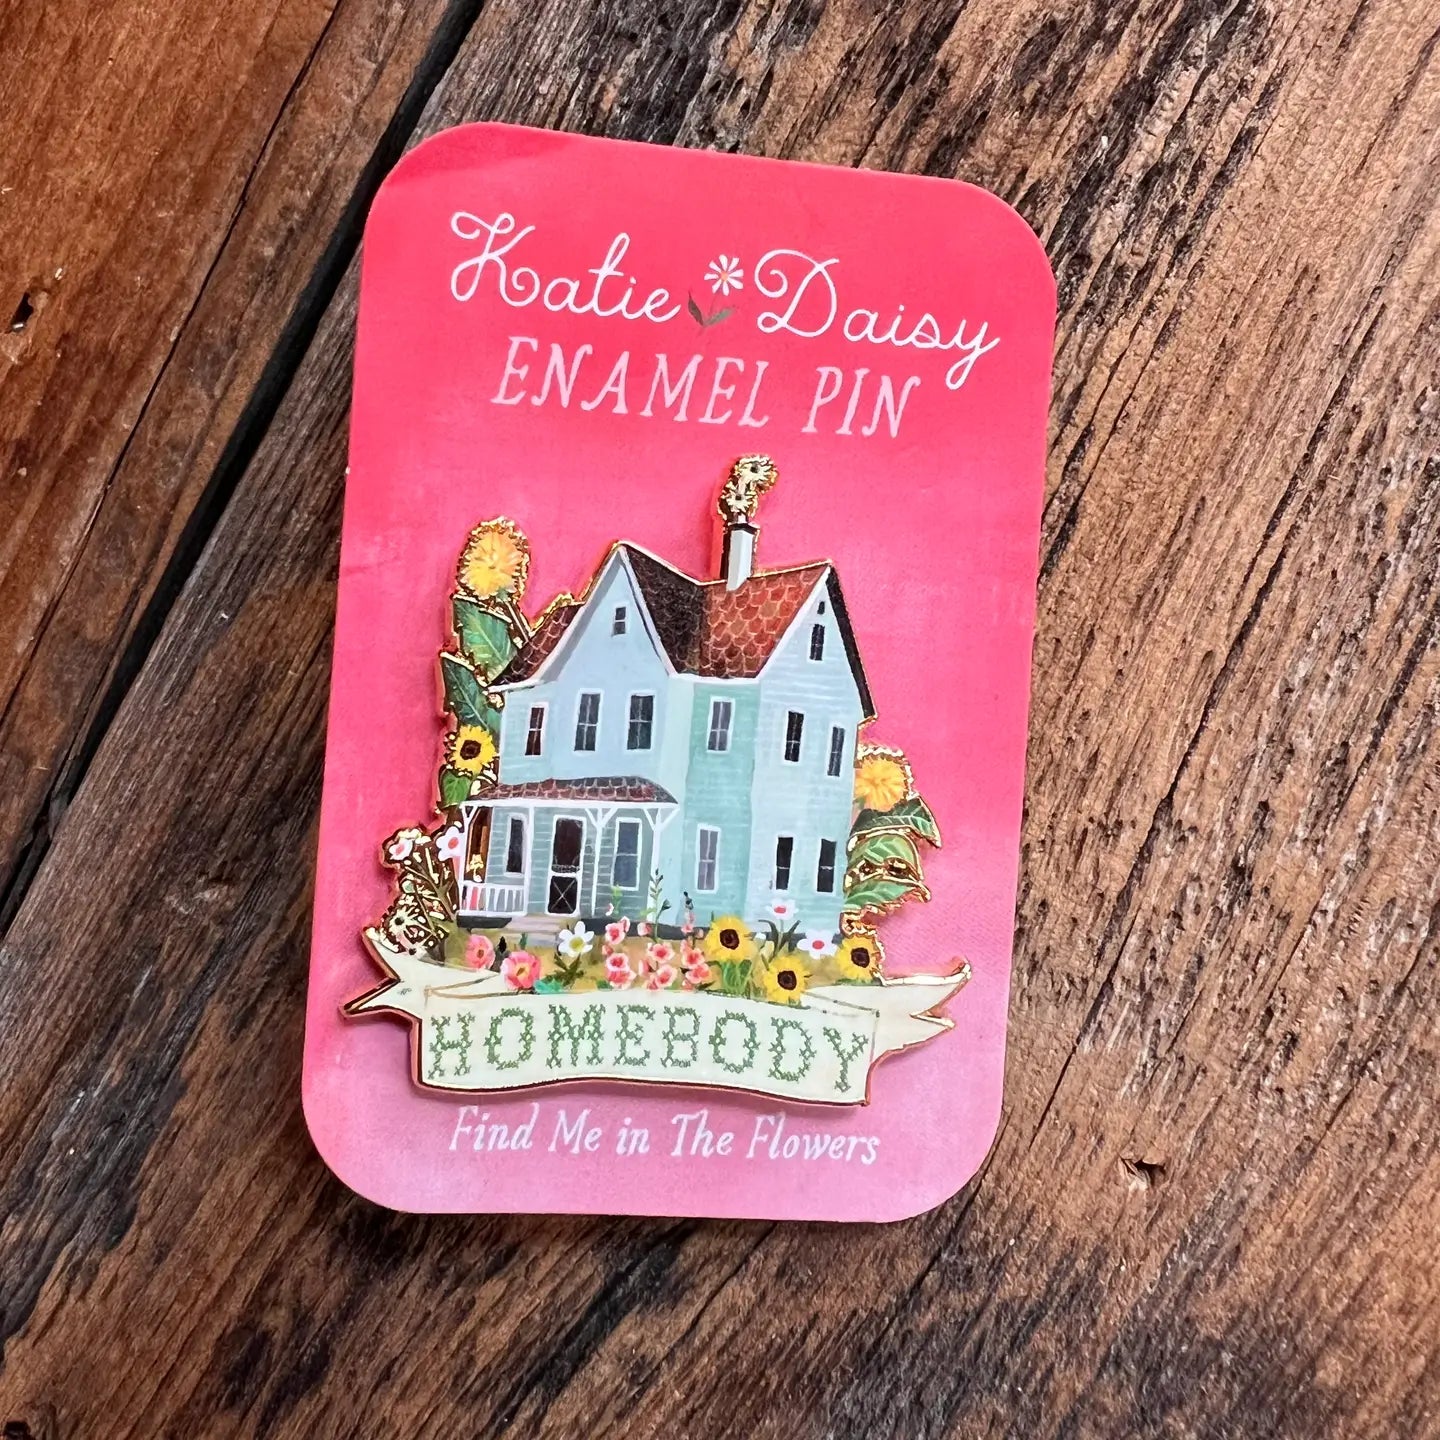 Katie Daisy
ENAMEL PIN
HOMEBODY
Find Me in The Flowers